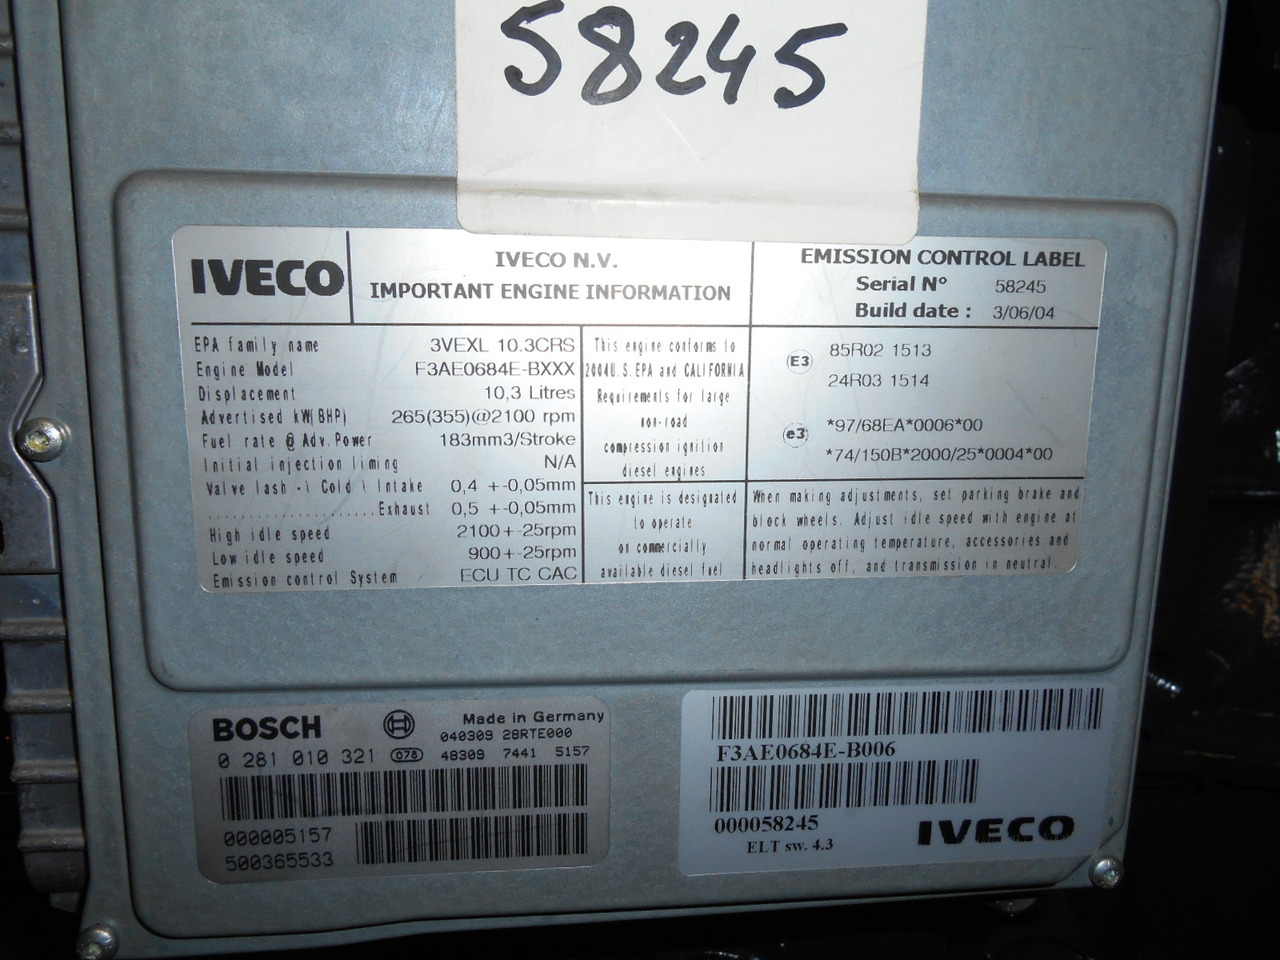 58245
IVECO
IVECO N.V.
IMPORTANT ENGINE INFORMATION
EMISSION CONTROL LABEL
Serial N° 58245
Build date : 3/06/04
EPA family name 3VEXL 10.3CRS
Engine Model F3AE0684E-BXXX
Displacement 10,3 Litres
Advertised kW(BHP) 265(355)@2100 rpm
Fuel rate @ Adv.Power 183mm3/Stroke
Initial injection liming N/A
Valve lash -( Cold ) Intake 0,4 +-0,05mm
.....................Exhaust 0,5 +-0,05mm
High idle speed 2100+-25rpm
Low idle speed 900+-25rpm
Emission control System ECU TC CAC
This engine conforms to
2004U.S.EPA and CALIFORNIA
Requirements for large
non-road
compression ignition
diesel engines
This engine is designated
to operate
on commercially
available diesel fuel
E3
85R02 1513
24R03 1514
e3
*97/68EA*0006*00
*74/150B*2000/25*0004*00
When making adjustments, set parking brake and
block wheels. Adjust idle speed with engine at
normal operating temperature, accessories and
headlights off, and transmission in neutral.
BOSCH Made in Germany
040309 28RTE000
0 281 010 321 078 48309 7441 5157
000005157
500365533
F3AE0684E-B006
000058245
IVECO
ELT sw. 4.3